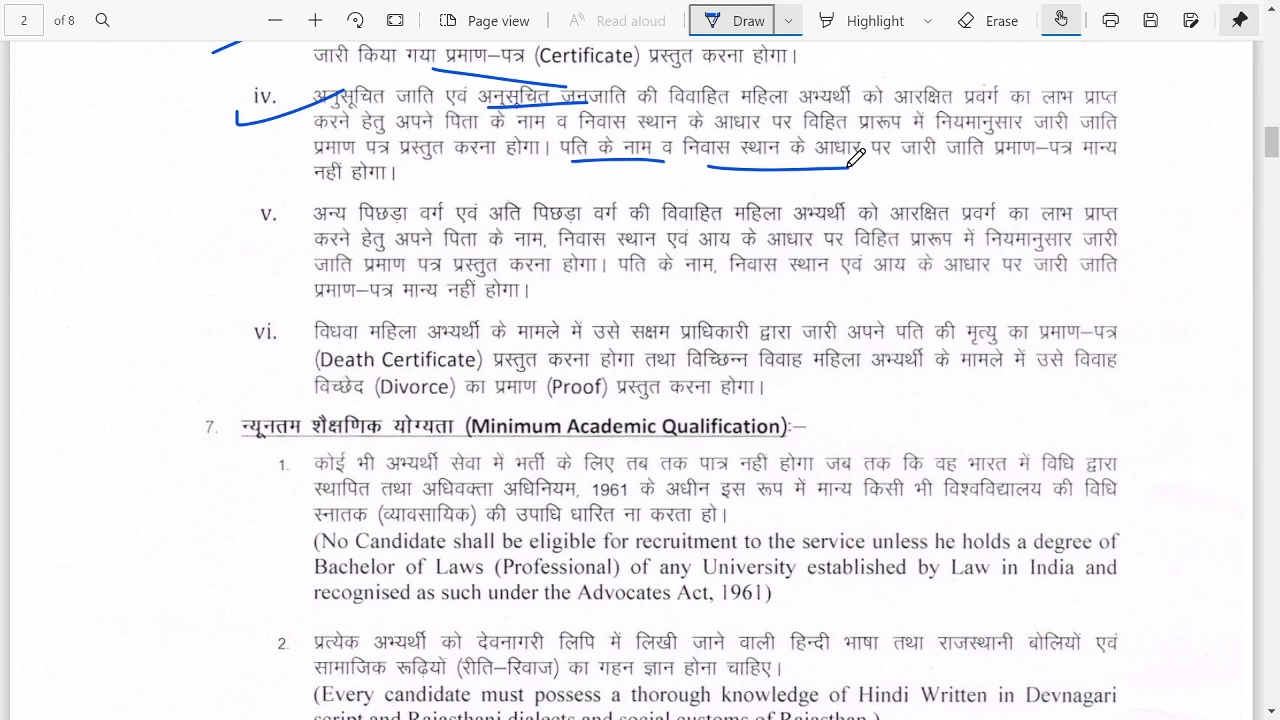 2 of 8 Page view Read aloud Draw Highlight Erase
जारी किया गया प्रमाण–पत्र (Certificate) प्रस्तुत करना होगा।
iv. अनुसूचित जाति एवं अनुसूचित जनजाति की विवाहित महिला अभ्यर्थी को आरक्षित प्रवर्ग का लाभ प्राप्त
करने हेतु अपने पिता के नाम व निवास स्थान के आधार पर विहित प्रारूप में नियमानुसार जारी जाति
प्रमाण पत्र प्रस्तुत करना होगा। पति के नाम व निवास स्थान के आधार पर जारी जाति प्रमाण–पत्र मान्य
नहीं होगा।
v. अन्य पिछड़ा वर्ग एवं अति पिछड़ा वर्ग की विवाहित महिला अभ्यर्थी को आरक्षित प्रवर्ग का लाभ प्राप्त
करने हेतु अपने पिता के नाम, निवास स्थान एवं आय के आधार पर विहित प्रारूप में नियमानुसार जारी
जाति प्रमाण पत्र प्रस्तुत करना होगा। पति के नाम, निवास स्थान एवं आय के आधार पर जारी जाति
प्रमाण–पत्र मान्य नहीं होगा।
vi. विधवा महिला अभ्यर्थी के मामले में उसे सक्षम प्राधिकारी द्वारा जारी अपने पति की मृत्यु का प्रमाण–पत्र
(Death Certificate) प्रस्तुत करना होगा तथा विच्छिन्न विवाह महिला अभ्यर्थी के मामले में उसे विवाह
विच्छेद (Divorce) का प्रमाण (Proof) प्रस्तुत करना होगा।
7. न्यूनतम शैक्षणिक योग्यता (Minimum Academic Qualification):–
1. कोई भी अभ्यर्थी सेवा में भर्ती के लिए तब तक पात्र नहीं होगा जब तक कि वह भारत में विधि द्वारा
स्थापित तथा अधिवक्ता अधिनियम, 1961 के अधीन इस रूप में मान्य किसी भी विश्वविद्यालय की विधि
स्नातक (व्यावसायिक) की उपाधि धारित ना करता हो।
(No Candidate shall be eligible for recruitment to the service unless he holds a degree of
Bachelor of Laws (Professional) of any University established by Law in India and
recognised as such under the Advocates Act, 1961)
2. प्रत्येक अभ्यर्थी को देवनागरी लिपि में लिखी जाने वाली हिन्दी भाषा तथा राजस्थानी बोलियों एवं
सामाजिक रूढ़ियों (रीति–रिवाज) का गहन ज्ञान होना चाहिए।
(Every candidate must possess a thorough knowledge of Hindi Written in Devnagari
script and Rajasthani dialects and social customs of Rajasthan.)